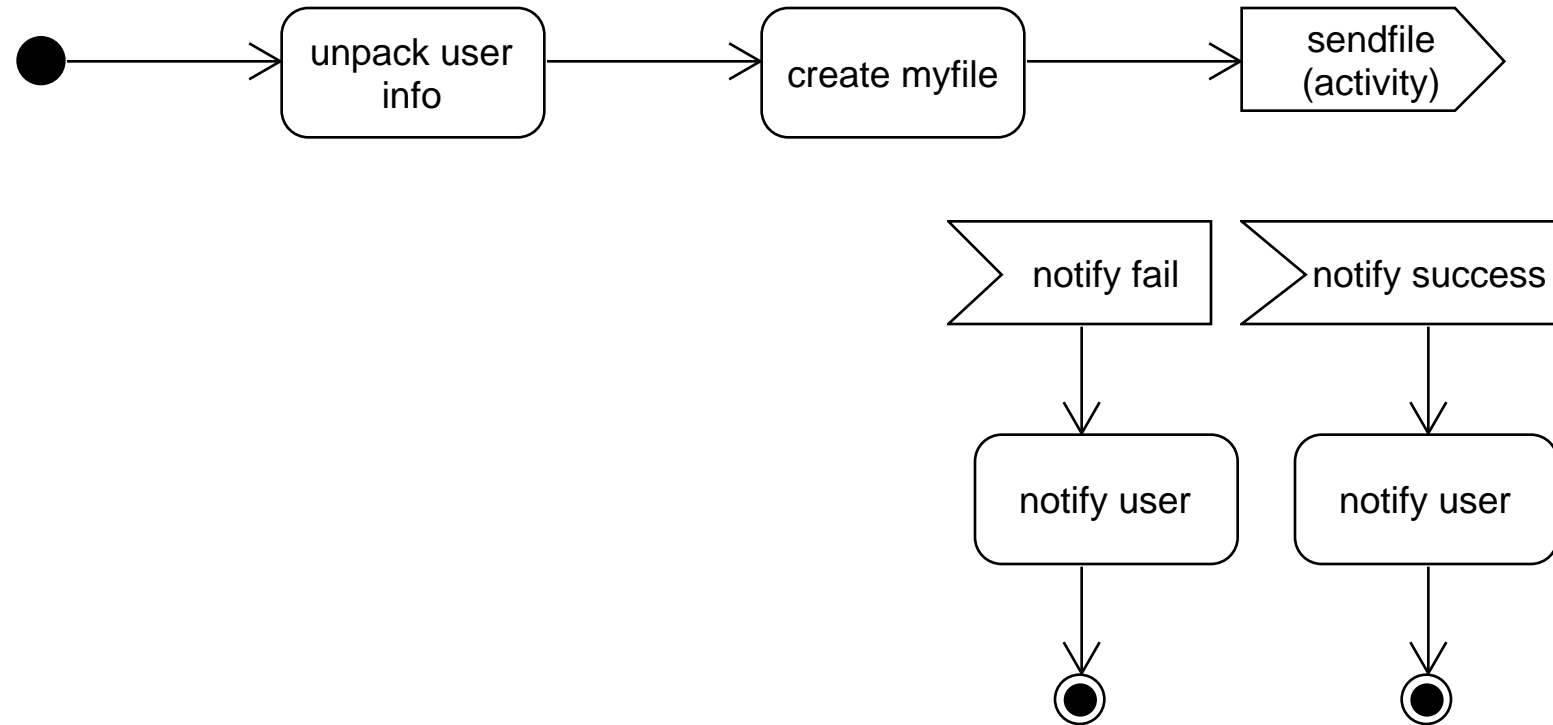 unpack user
info
create myfile
sendfile
(activity)
notify fail
notify success
notify user
notify user